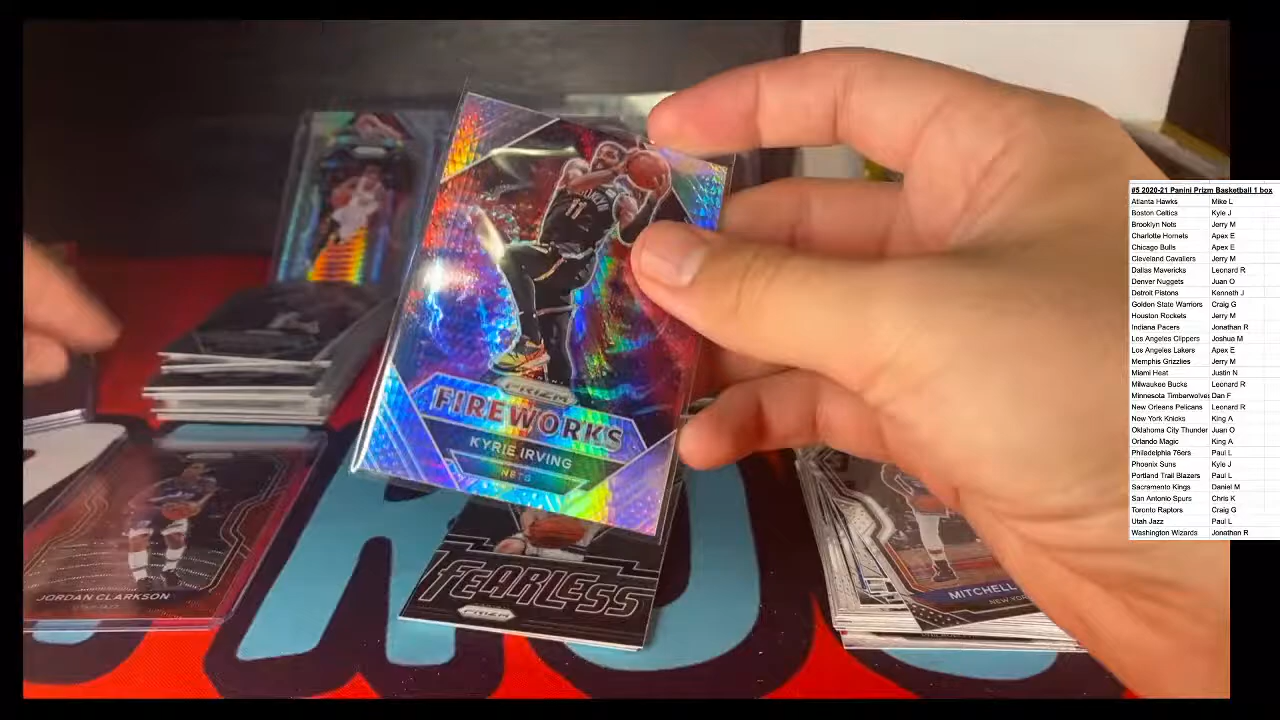 11
PRIZM
FIREWORKS
KYRIE IRVING
NETS
FEARLESS
PRIZM
JORDAN CLARKSON
UTAH JAZZ
MITCHELL
NEW YOR
#5 2020-21 Panini Prizm Basketball 1 box
Atlanta Hawks Mike L
Boston Celtica Kyle J
Brooklyn Nets Jerry M
Charlotte Hornets Apex E
Chicago Bulls Apex E
Cleveland Cavaliers Jerry M
Dallas Mavericks Leonard R
Denver Nuggets Juan O
Detroit Pistons Kenneth J
Golden State Warriors Craig G
Houston Rockets Jerry M
Indiana Pacers Jonathan R
Los Angeles Clippers Joshua M
Los Angeles Lakers Apex E
Memphis Grizzlies Jerry M
Miami Heat Justin N
Milwaukee Bucks Leonard R
Minnesota Timberwolves Dan F
New Orleans Pelicans Leonard R
New York Knicks King A
Oklahoma City Thunder Juan O
Orlando Magic King A
Philadelphia 76ers Paul L
Phoenix Suns Kyle J
Portland Trail Blazers Paul L
Sacramento Kings Daniel M
San Antonio Spurs Chris K
Toronto Raptors Craig G
Utah Jazz Paul L
Washington Wizards Jonathan R